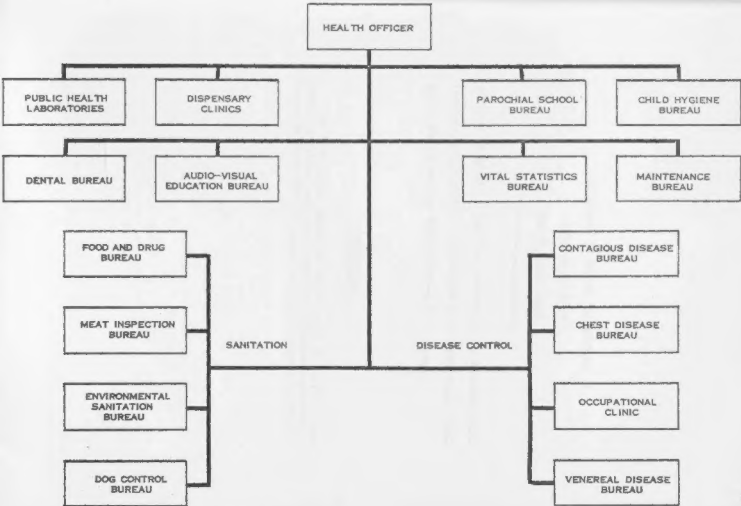 HEALTH OFFICER
PUBLIC HEALTH
LABORATORIES
DISPENSARY
CLINICS
PAROCHIAL SCHOOL
BUREAU
CHILD HYGIENE
BUREAU
DENTAL BUREAU
AUDIO-VISUAL
EDUCATION BUREAU
VITAL STATISTICS
BUREAU
MAINTENANCE
BUREAU
FOOD AND DRUG
BUREAU
MEAT INSPECTION
BUREAU
ENVIRONMENTAL
SANITATION
BUREAU
DOG CONTROL
BUREAU
SANITATION
DISEASE CONTROL
CONTAGIOUS DISEASE
BUREAU
CHEST DISEASE
BUREAU
OCCUPATIONAL
CLINIC
VENEREAL DISEASE
BUREAU